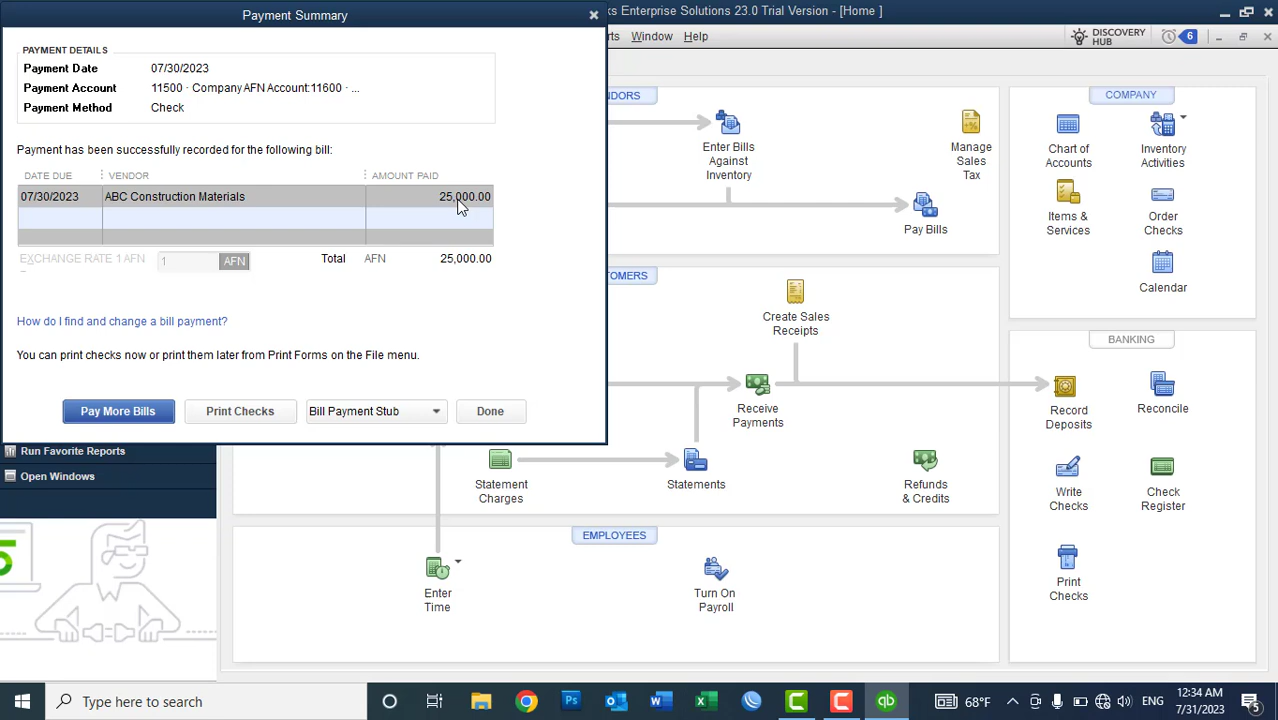 Payment Summary
ks Enterprise Solutions 23.0 Trial Version - [Home ]
rts Window Help
DISCOVERY
HUB
6
PAYMENT DETAILS
Payment Date 07/30/2023
Payment Account 11500 · Company AFN Account:11600 · ...
Payment Method Check
Payment has been successfully recorded for the following bill:
DATE DUE VENDOR AMOUNT PAID
07/30/2023 ABC Construction Materials 25,000.00
EXCHANGE RATE 1 AFN 1 AFN Total AFN 25,000.00
How do I find and change a bill payment?
You can print checks now or print them later from Print Forms on the File menu.
Pay More Bills Print Checks Bill Payment Stub Done
NDORS
Enter Bills
Against
Inventory
Manage
Sales
Tax
Pay Bills
TOMERS
Create Sales
Receipts
Receive
Payments
Statement
Charges
Statements
Refunds
& Credits
EMPLOYEES
Enter
Time
Turn On
Payroll
COMPANY
Chart of
Accounts
Inventory
Activities
Items &
Services
Order
Checks
Calendar
BANKING
Record
Deposits
Reconcile
Write
Checks
Check
Register
Print
Checks
Run Favorite Reports
Open Windows
Type here to search
68°F
ENG
12:34 AM
7/31/2023
5